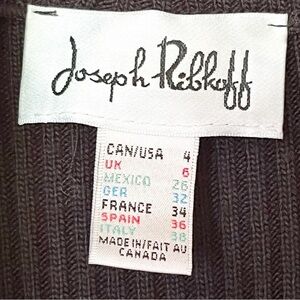 Joseph Ribkoff
CAN/USA 4
UK 6
MEXICO 26
GER 32
FRANCE 34
SPAIN 36
ITALY 38
MADE IN/FAIT AU
CANADA